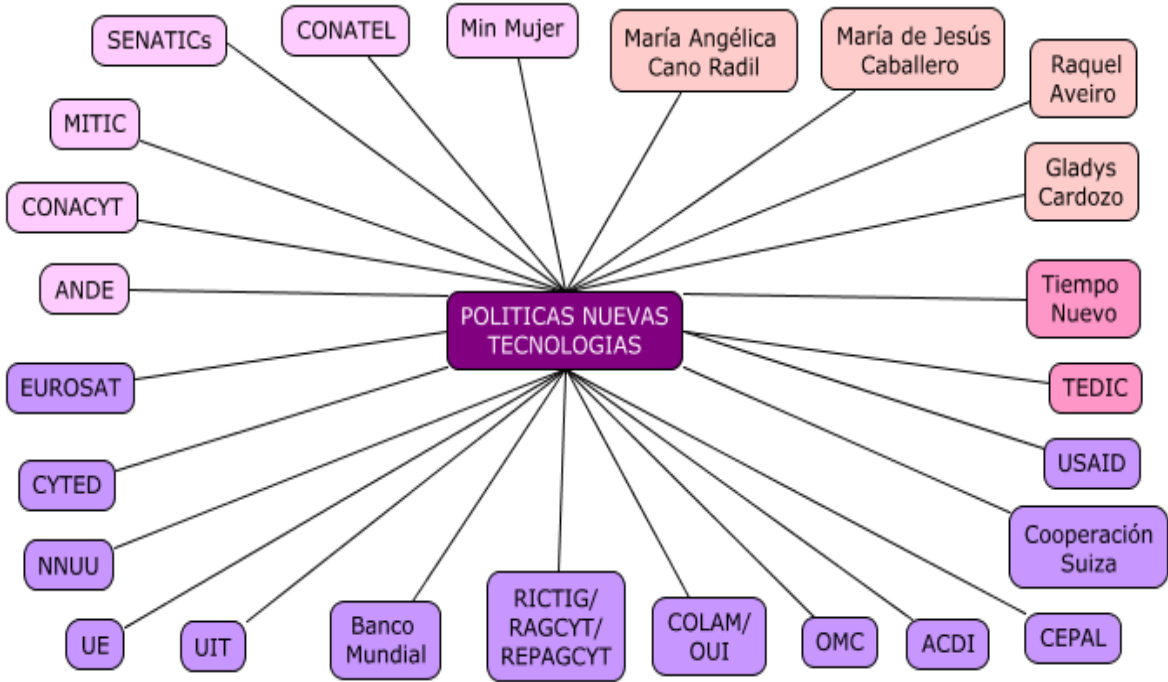 SENATICs
CONATEL
Min Mujer
María Angélica
Cano Radil
María de Jesús
Caballero
Raquel
Aveiro
MITIC
Gladys
Cardozo
CONACYT
ANDE
Tiempo
Nuevo
POLITICAS NUEVAS
TECNOLOGIAS
EUROSAT
TEDIC
CYTED
USAID
NNUU
Cooperación
Suiza
UE
UIT
Banco
Mundial
RICTIG/
RAGCYT/
REPAGCYT
COLAM/
OUI
OMC
ACDI
CEPAL